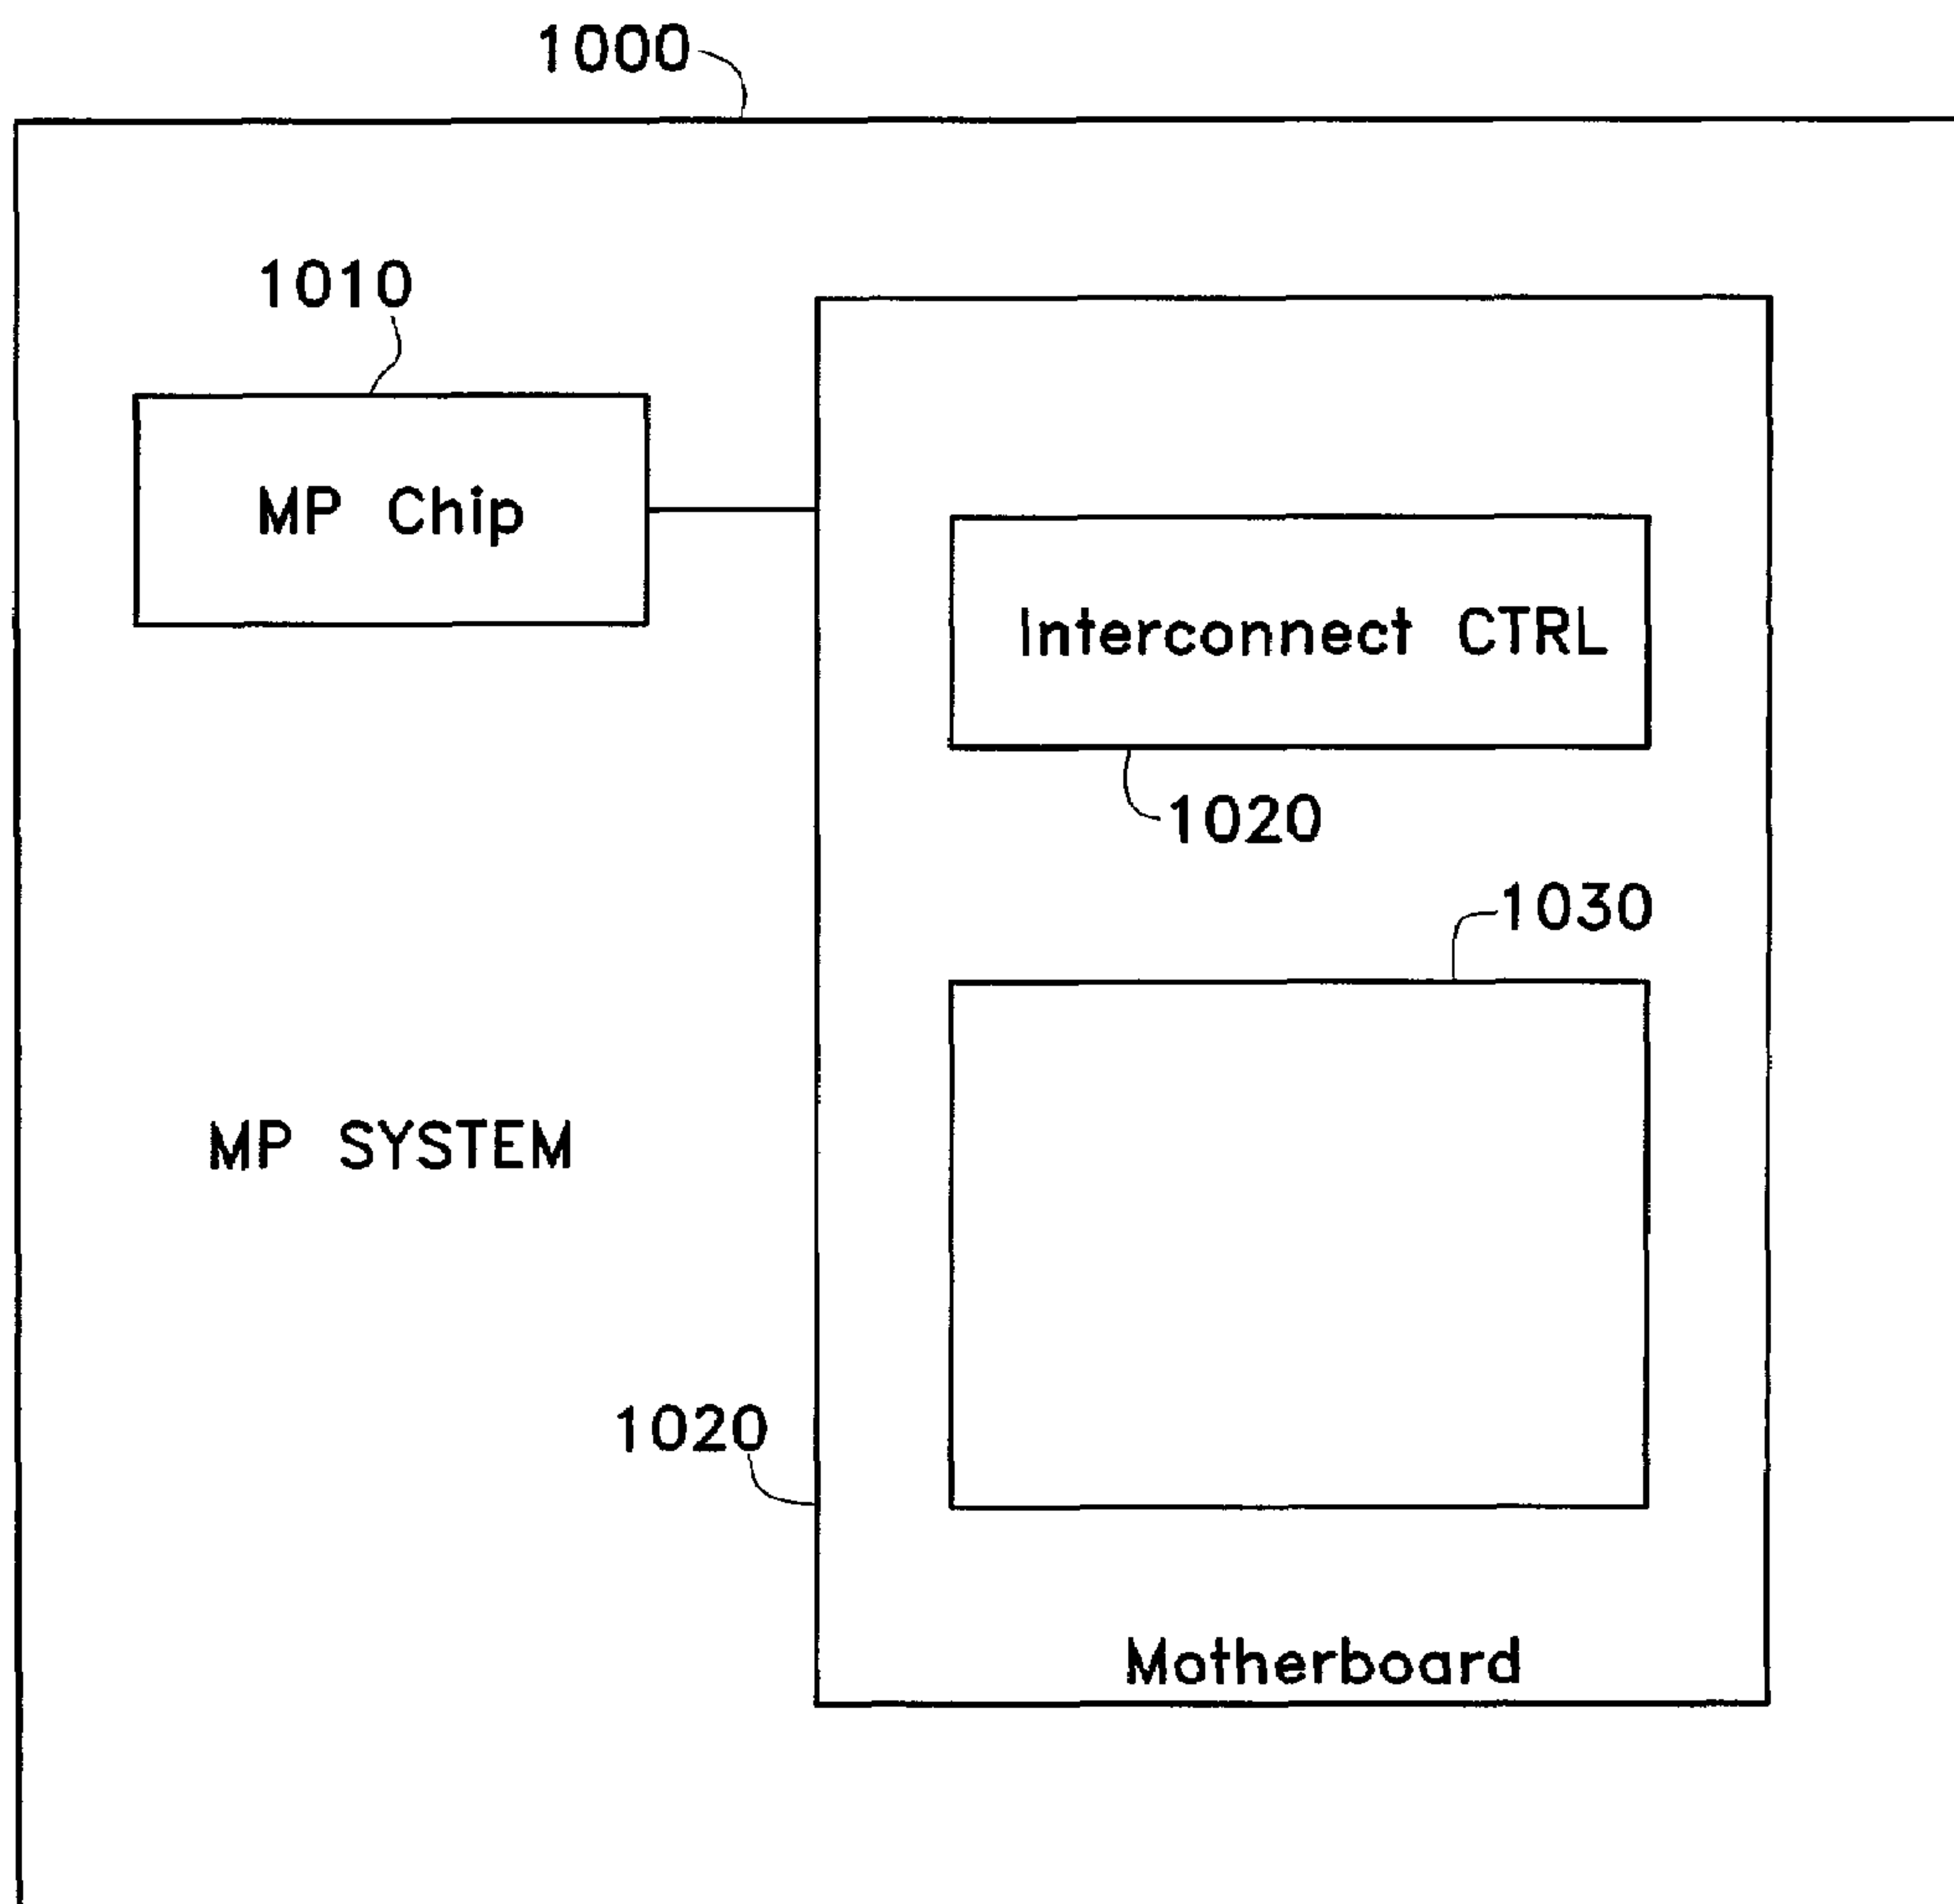 1000
1010
MP Chip
Interconnect CTRL
1020
1030
MP SYSTEM
1020
Motherboard